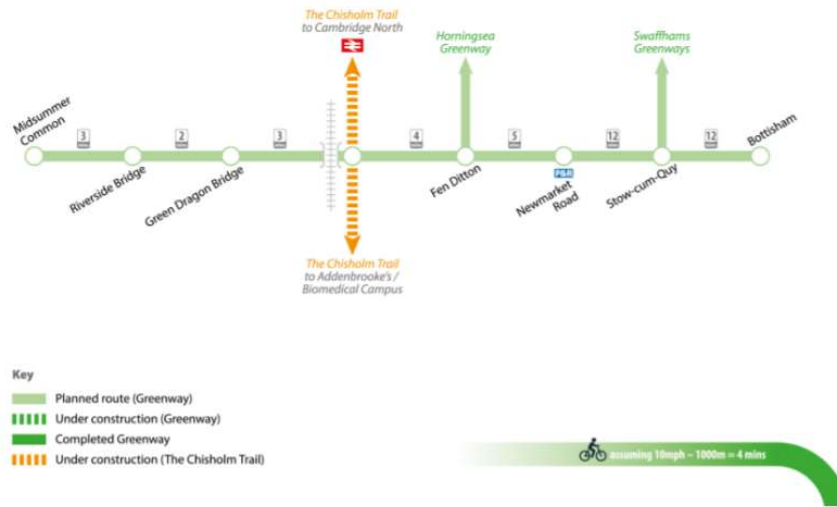 The Chisholm Trail
to Cambridge North
Horningsea
Greenway
Swaffhams
Greenways
Midsummer
Common
3
2
3
4
5
12
12
Bottisham
Riverside Bridge
Green Dragon Bridge
Fen Ditton
Newmarket
Road
P&R
Stow-cum-Quy
The Chisholm Trail
to Addenbrooke's /
Biomedical Campus
Key
Planned route (Greenway)
Under construction (Greenway)
Completed Greenway
Under construction (The Chisholm Trail)
assuming 10mph – 1000m = 4 mins